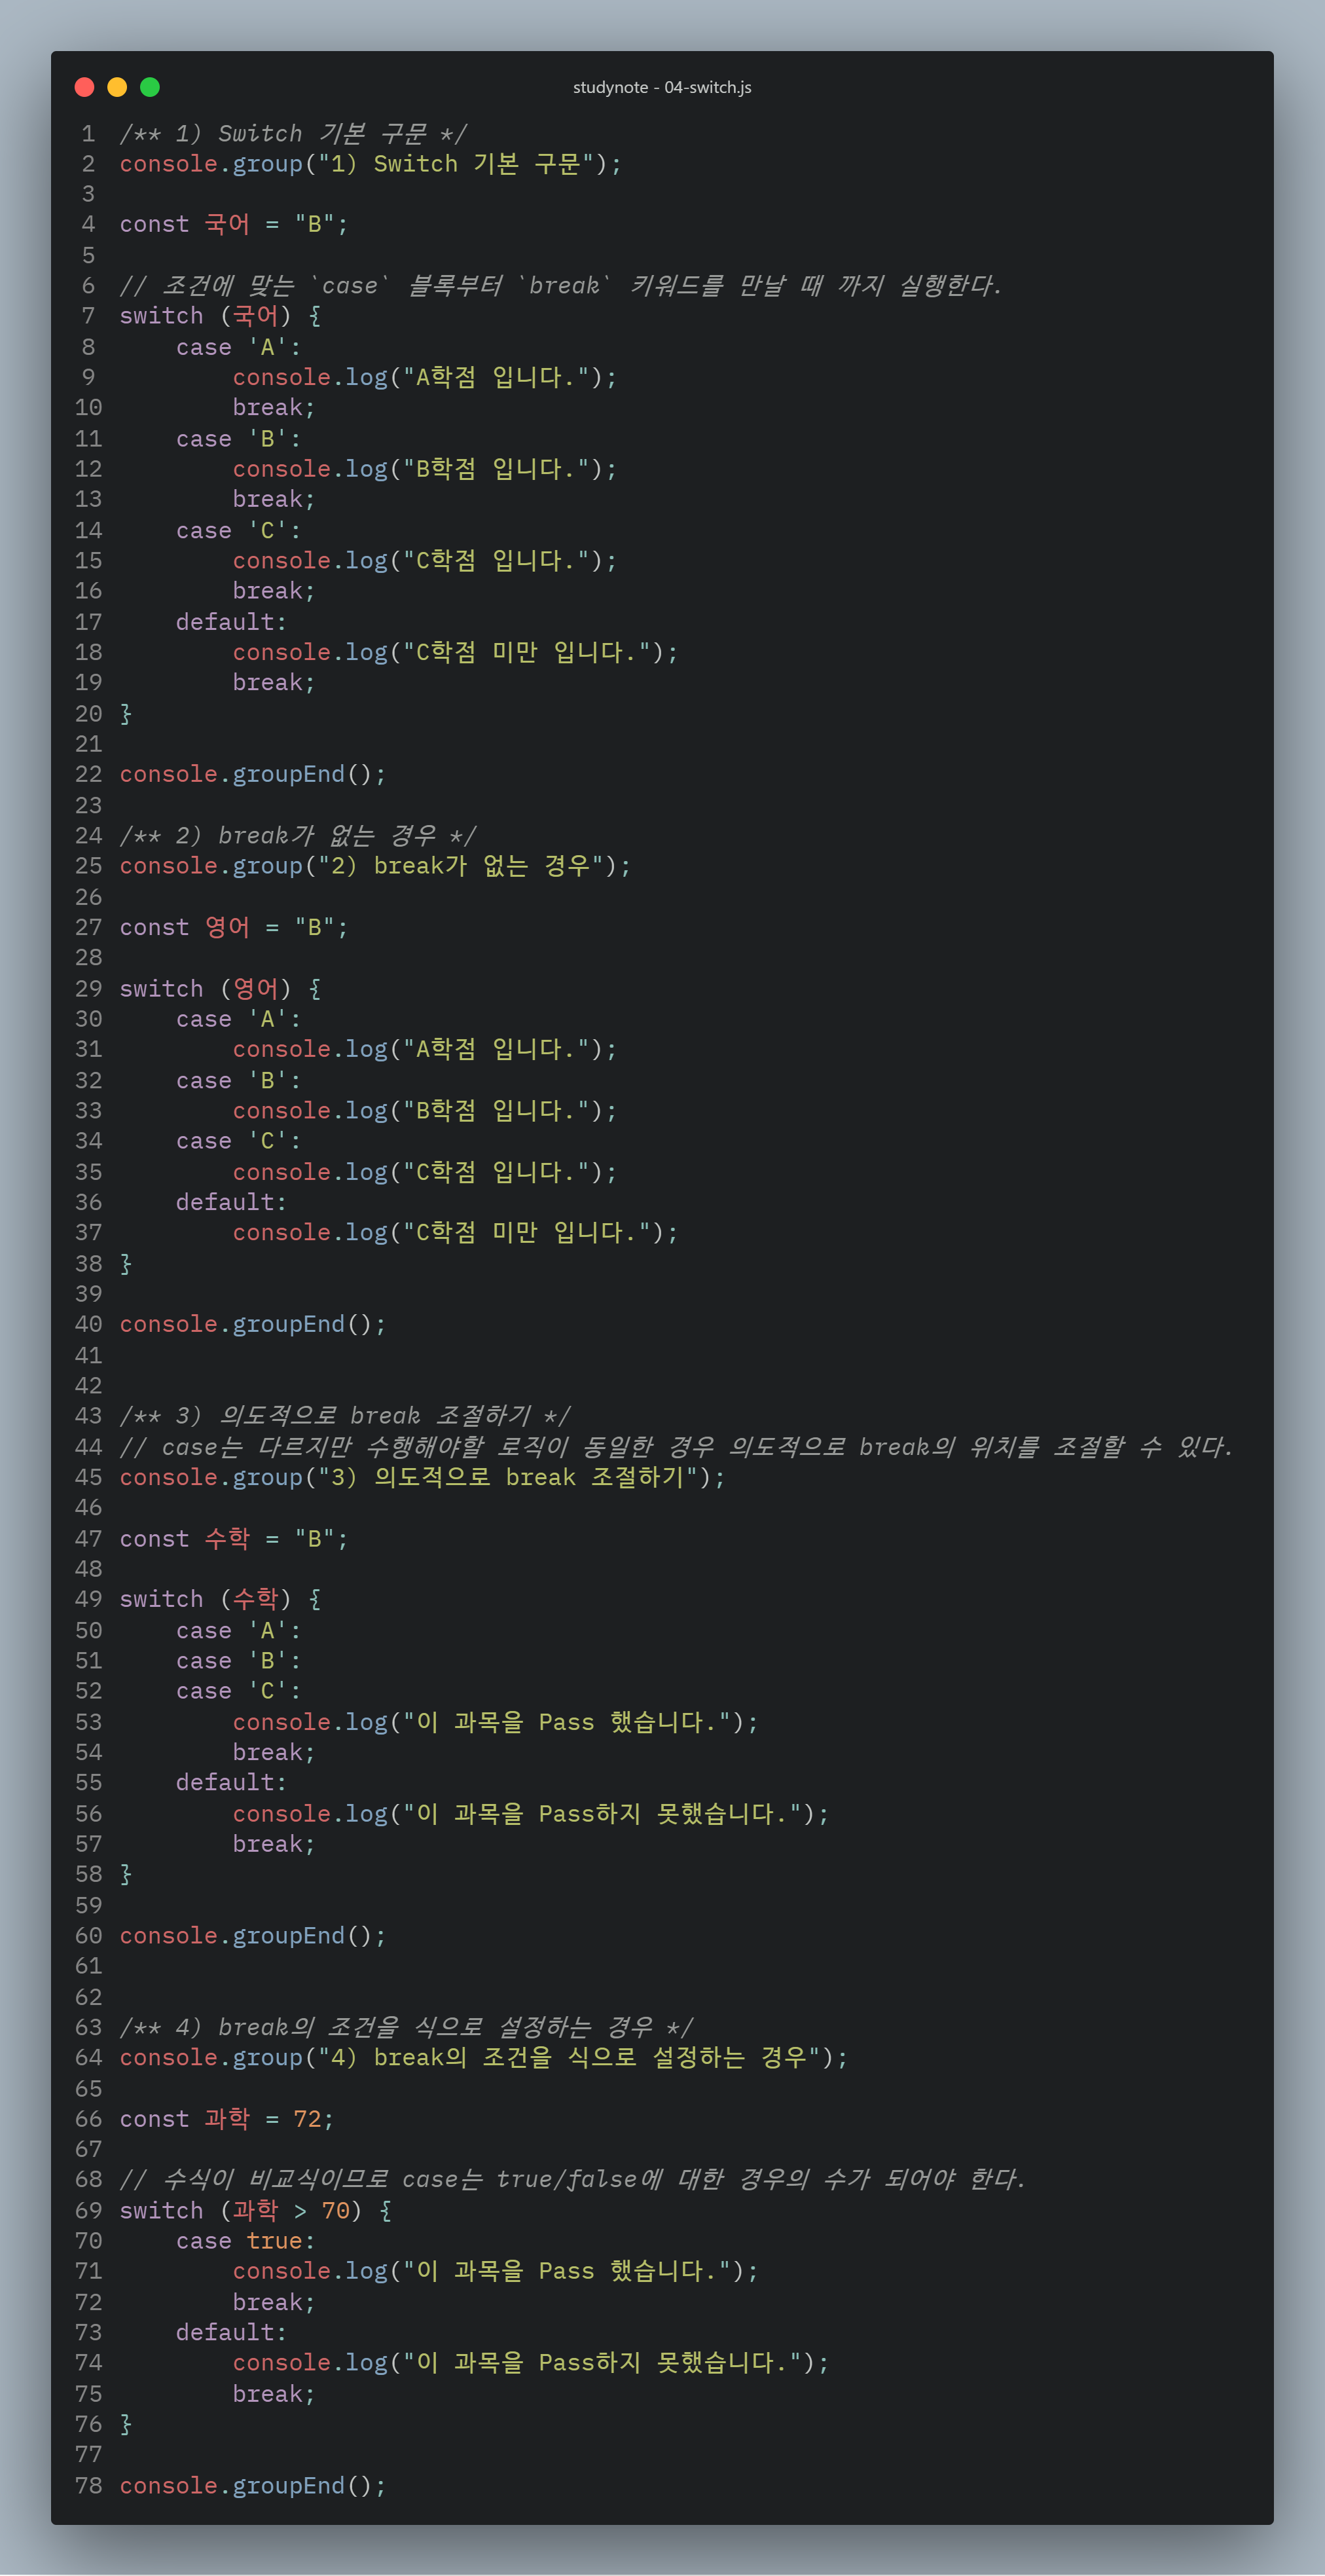 studynote - 04-switch.js
1 /** 1) Switch 기본 구문 */
2 console.group("1) Switch 기본 구문");
3
4 const 국어 = "B";
5
6 // 조건에 맞는 `case` 블록부터 `break` 키워드를 만날 때 까지 실행한다.
7 switch (국어) {
8     case 'A':
9         console.log("A학점 입니다.");
10         break;
11     case 'B':
12         console.log("B학점 입니다.");
13         break;
14     case 'C':
15         console.log("C학점 입니다.");
16         break;
17     default:
18         console.log("C학점 미만 입니다.");
19         break;
20 }
21
22 console.groupEnd();
23
24 /** 2) break가 없는 경우 */
25 console.group("2) break가 없는 경우");
26
27 const 영어 = "B";
28
29 switch (영어) {
30     case 'A':
31         console.log("A학점 입니다.");
32     case 'B':
33         console.log("B학점 입니다.");
34     case 'C':
35         console.log("C학점 입니다.");
36     default:
37         console.log("C학점 미만 입니다.");
38 }
39
40 console.groupEnd();
41
42
43 /** 3) 의도적으로 break 조절하기 */
44 // case는 다르지만 수행해야할 로직이 동일한 경우 의도적으로 break의 위치를 조절할 수 있다.
45 console.group("3) 의도적으로 break 조절하기");
46
47 const 수학 = "B";
48
49 switch (수학) {
50     case 'A':
51     case 'B':
52     case 'C':
53         console.log("이 과목을 Pass 했습니다.");
54         break;
55     default:
56         console.log("이 과목을 Pass하지 못했습니다.");
57         break;
58 }
59
60 console.groupEnd();
61
62
63 /** 4) break의 조건을 식으로 설정하는 경우 */
64 console.group("4) break의 조건을 식으로 설정하는 경우");
65
66 const 과학 = 72;
67
68 // 수식이 비교식이므로 case는 true/false에 대한 경우의 수가 되어야 한다.
69 switch (과학 > 70) {
70     case true:
71         console.log("이 과목을 Pass 했습니다.");
72         break;
73     default:
74         console.log("이 과목을 Pass하지 못했습니다.");
75         break;
76 }
77
78 console.groupEnd();